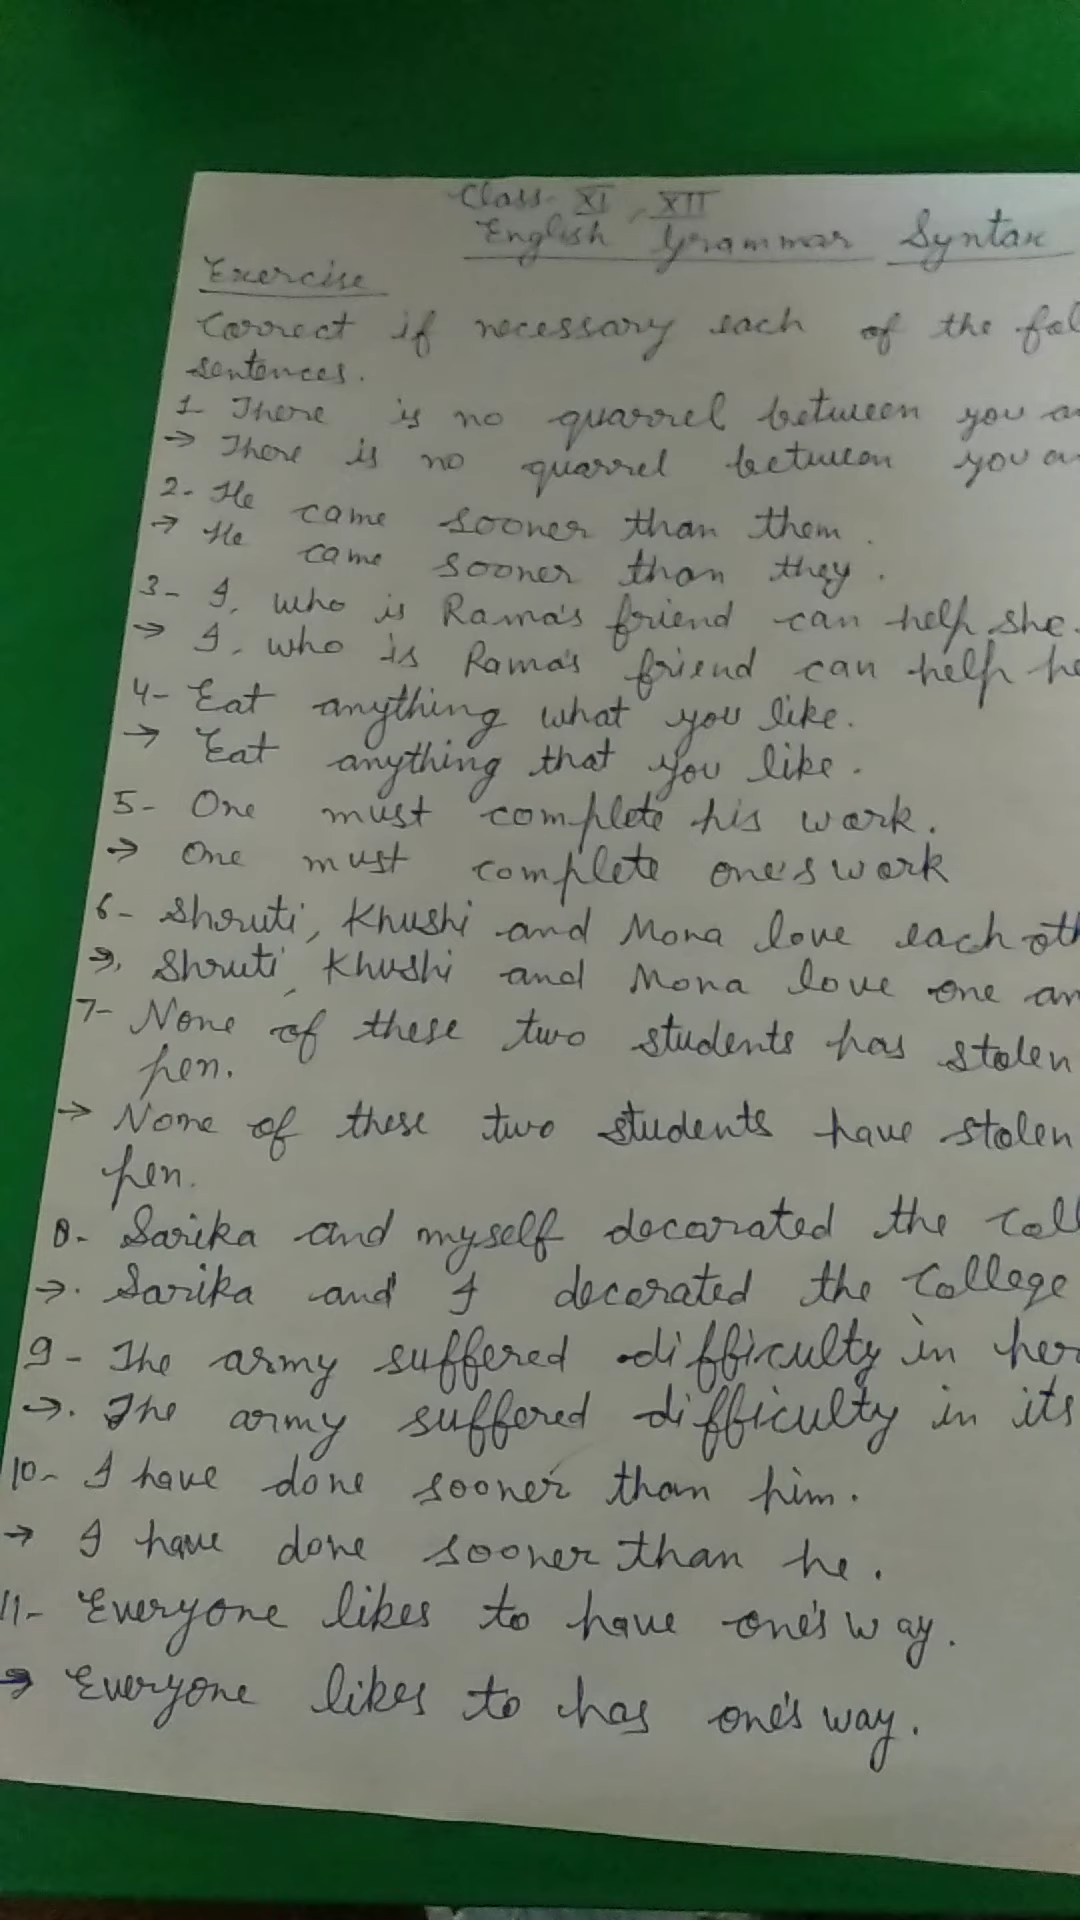 Class- XI, XII
English Grammar Syntax
Exercise
Correct if necessary each of the
sentences.
1- There is no quarrel between you
→ There is no quarrel between you
2- He came sooner than them.
→ He came sooner than they.
3- I, who is Rama's friend can help she.
→ I, who is Rama's friend can help
4- Eat anything what you like.
→ Eat anything that you like.
5- One must complete his work.
→ One must complete one's work
6- Shruti, Khushi and Mona love each
→, Shruti, Khushi and Mona love one
7- None of these two students has stolen
pen.
→ None of these two students have stolen
pen.
8- Sarika and myself decorated the
→. Sarika and I decorated the College
9- The army suffered difficulty in
→. The army suffered difficulty in its
10- I have done sooner than him.
→ I have done sooner than he.
11- Everyone likes to have one's way.
→ Everyone likes to has one's way.